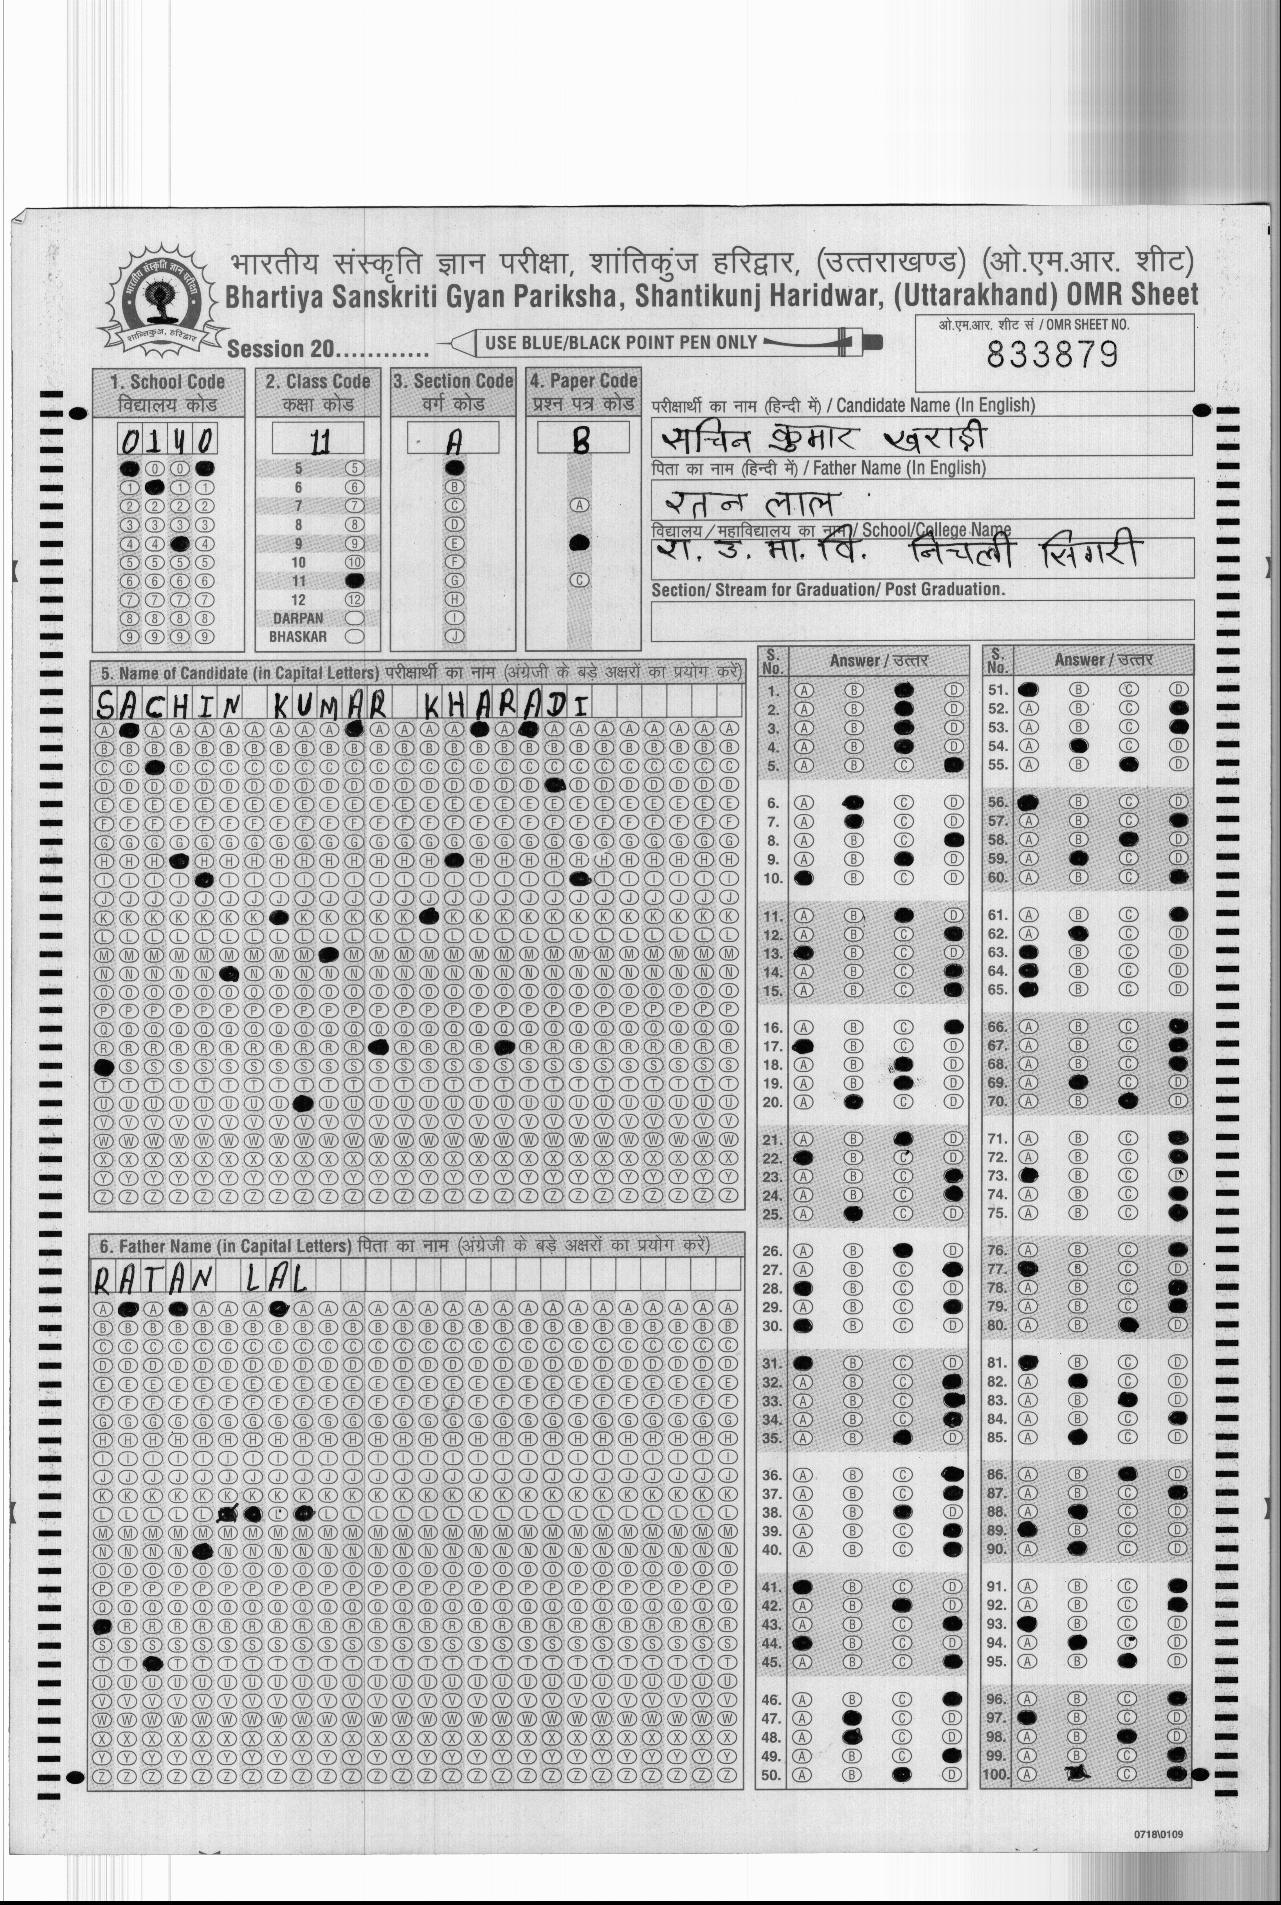 भारतीय संस्कृति ज्ञान परीक्षा, शांतिकुंज हरिद्वार, (उत्तराखण्ड) (ओ.एम.आर. शीट)
Bhartiya Sanskriti Gyan Pariksha, Shantikunj Haridwar, (Uttarakhand) OMR Sheet
ओ.एम.आर. शीट सं / OMR SHEET NO.
833879
Session 20............
USE BLUE/BLACK POINT PEN ONLY
1. School Code
विद्यालय कोड
0140
2. Class Code
कक्षा कोड
11
5
6
7
8
9
10
11
12
DARPAN
BHASKAR
3. Section Code
वर्ग कोड
A
4. Paper Code
प्रश्न पत्र कोड
B
परीक्षार्थी का नाम (हिन्दी में) / Candidate Name (In English)
सचिन कुमार खराड़ी
पिता का नाम (हिन्दी में) / Father Name (In English)
रतन लाल
विद्यालय / महाविद्यालय का नाम / School/College Name
रा. उ. मा. वि. निचली सिगरी
Section/ Stream for Graduation/ Post Graduation.
5. Name of Candidate (in Capital Letters) परीक्षार्थी का नाम (अंग्रेजी के बड़े अक्षरों का प्रयोग करें)
SACHIN KUMAR KHARADI
6. Father Name (in Capital Letters) पिता का नाम (अंग्रेजी के बड़े अक्षरों का प्रयोग करें)
RATAN LAL
S. No. Answer / उत्तर
S. No. Answer / उत्तर
0718\0109